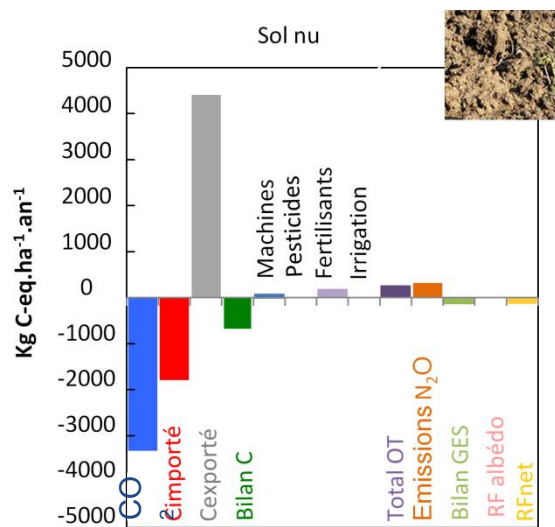 Sol nu
Kg C-eq.ha⁻¹.an⁻¹
5000
4000
3000
2000
1000
0
-1000
-2000
-3000
-4000
-5000
CO
2
Cimporté
Cexporté
Bilan C
Machines
Pesticides
Fertilisants
Irrigation
Total OT
Emissions N₂O
Bilan GES
RF albédo
RFnet